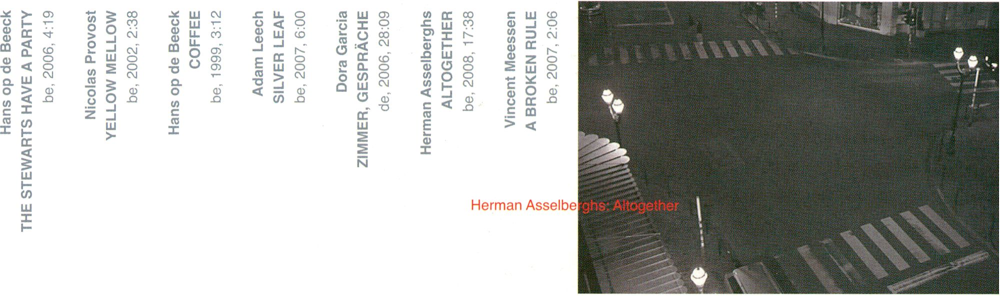 Hans op de Beeck
THE STEWARTS HAVE A PARTY
be, 2006, 4:19
Nicolas Provost
YELLOW MELLOW
be, 2002, 2:38
Hans op de Beeck
COFFEE
be, 1999, 3:12
Adam Leech
SILVER LEAF
be, 2007, 6:00
Dora Garcia
ZIMMER, GESPRÄCHE
de, 2006, 28:09
Herman Asselberghs
ALTOGETHER
be, 2008, 17:38
Vincent Meessen
A BROKEN RULE
be, 2007, 2:06
Herman Asselberghs: Altogether